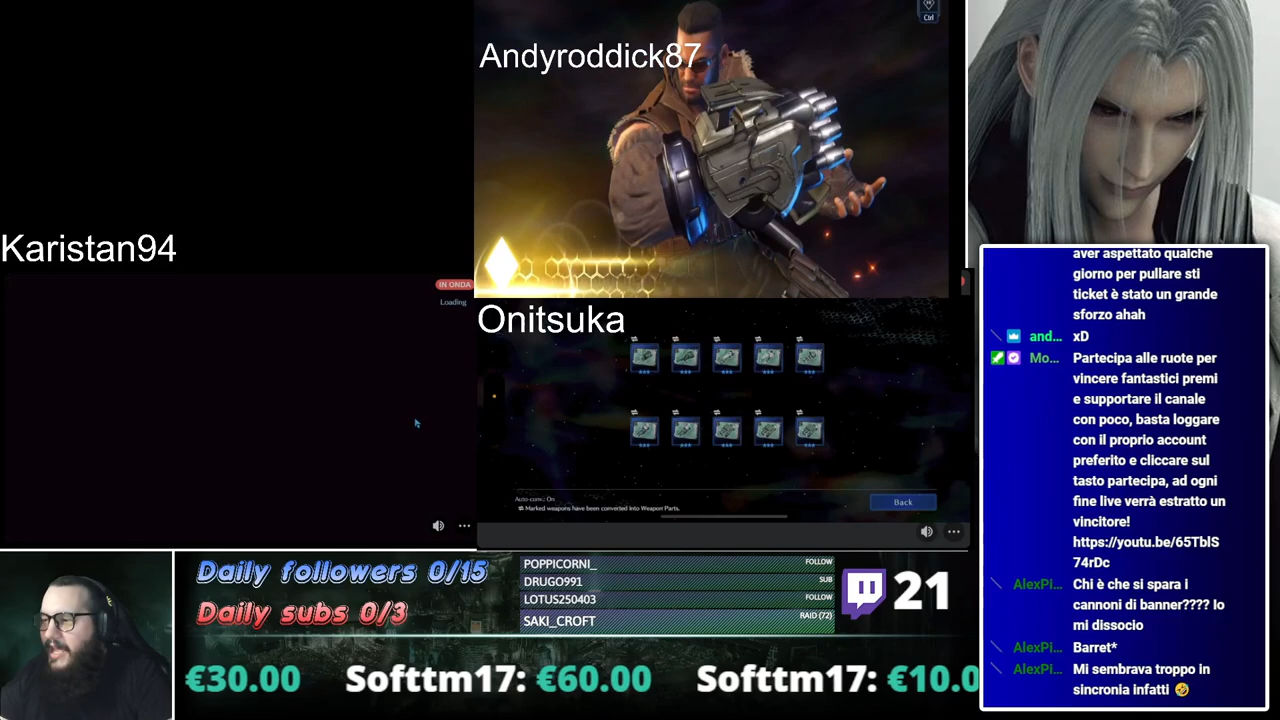 Andyroddick87
Ctrl
Karistan94
IN ONDA
Loading
Onitsuka
Auto-conv.: On
Marked weapons have been converted into Weapon Parts.
Back
aver aspettato qualche
giorno per pullare sti
ticket è stato un grande
sforzo ahah
and... xD
Mo... Partecipa alle ruote per
vincere fantastici premi
e supportare il canale
con poco, basta loggare
con il proprio account
preferito e cliccare sul
tasto partecipa, ad ogni
fine live verrà estratto un
vincitore!
https://youtu.be/65TblS
74rDc
AlexPi... Chi è che si spara i
cannoni di banner???? Io
mi dissocio
AlexPi... Barret*
AlexPi... Mi sembrava troppo in
sincronia infatti 🤣
Daily followers 0/15
Daily subs 0/3
POPPICORNI_ FOLLOW
DRUGO991 SUB
LOTUS250403 FOLLOW
SAKI_CROFT RAID (72)
21
€30.00 Softtm17: €60.00 Softtm17: €10.0